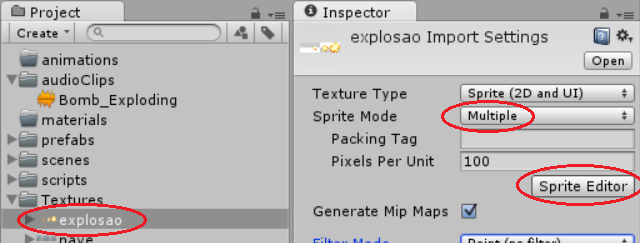 Project
Create
animations
audioClips
Bomb_Exploding
materials
prefabs
scenes
scripts
Textures
explosao
nave
Inspector
explosao Import Settings
Open
Texture Type Sprite (2D and UI)
Sprite Mode Multiple
Packing Tag
Pixels Per Unit 100
Sprite Editor
Generate Mip Maps
Filter Mode Point (no filter)